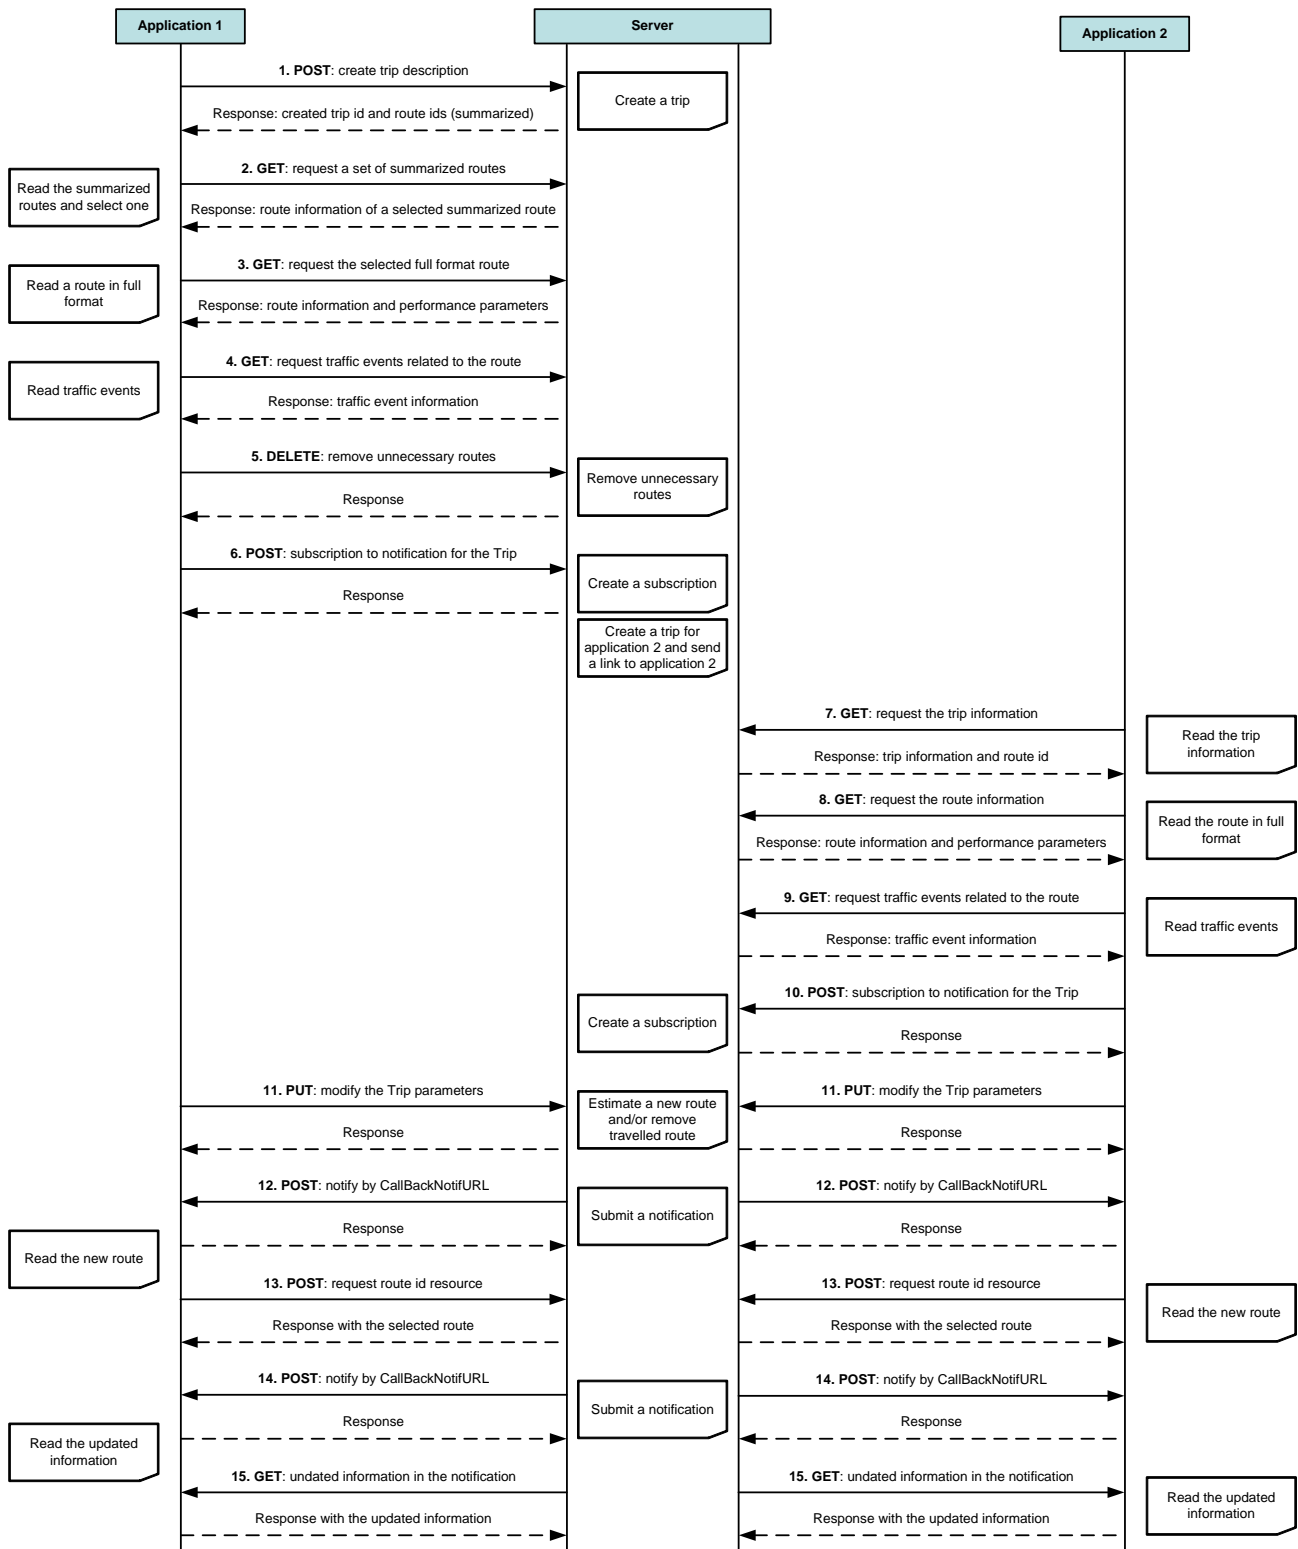 Application 1
Server
Application 2
1. POST: create trip description
Create a trip
Response: created trip id and route ids (summarized)
2. GET: request a set of summarized routes
Read the summarized
routes and select one
Response: route information of a selected summarized route
3. GET: request the selected full format route
Read a route in full
format
Response: route information and performance parameters
4. GET: request traffic events related to the route
Read traffic events
Response: traffic event information
5. DELETE: remove unnecessary routes
Remove unnecessary
routes
Response
6. POST: subscription to notification for the Trip
Create a subscription
Response
Create a trip for
application 2 and send
a link to application 2
7. GET: request the trip information
Read the trip
information
Response: trip information and route id
8. GET: request the route information
Read the route in full
format
Response: route information and performance parameters
9. GET: request traffic events related to the route
Read traffic events
Response: traffic event information
10. POST: subscription to notification for the Trip
Create a subscription
Response
11. PUT: modify the Trip parameters
Estimate a new route
and/or remove
travelled route
11. PUT: modify the Trip parameters
Response
Response
12. POST: notify by CallBackNotifURL
Submit a notification
12. POST: notify by CallBackNotifURL
Response
Response
Read the new route
13. POST: request route id resource
13. POST: request route id resource
Read the new route
Response with the selected route
Response with the selected route
14. POST: notify by CallBackNotifURL
Submit a notification
14. POST: notify by CallBackNotifURL
Response
Response
Read the updated
information
15. GET: undated information in the notification
15. GET: undated information in the notification
Read the updated
information
Response with the updated information
Response with the updated information